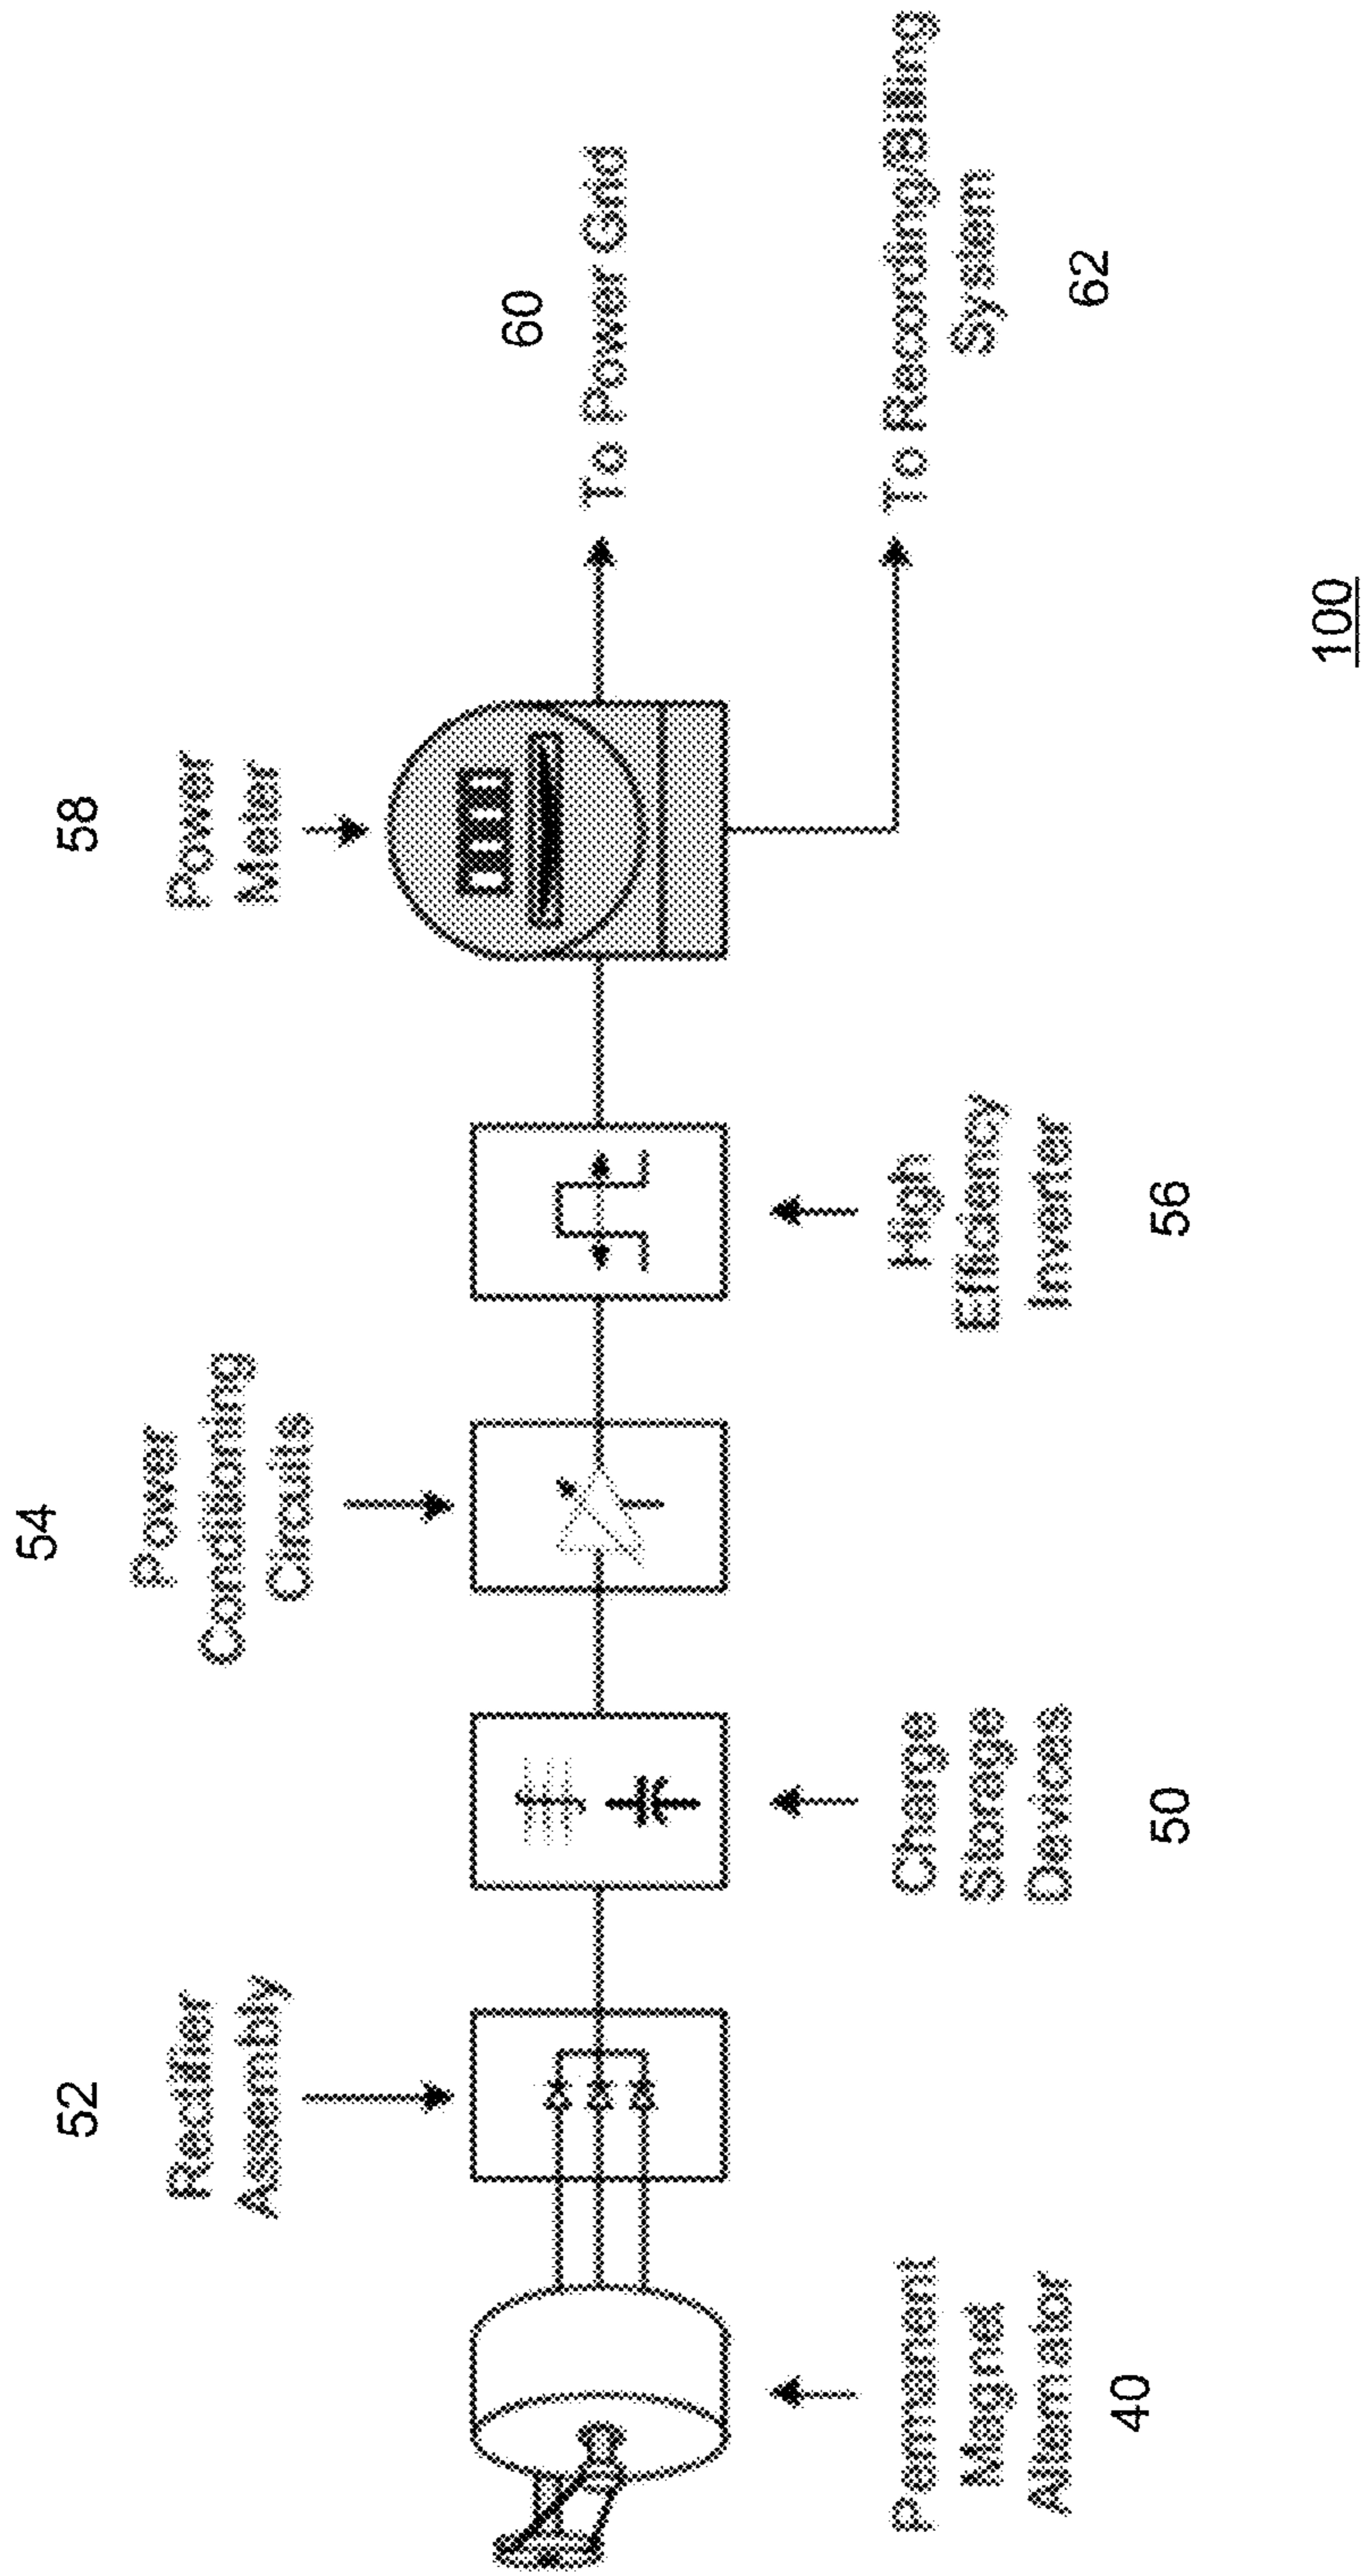 54
58
52
Power
Conditioning
Circuits
Power
Meter
Rectifier
Assembly
60
To Power Grid
To Recording/Billing
System
62
Permanent
Magnet
Alternator
40
Charge
Storage
Devices
50
High
Efficiency
Inverter
56
100